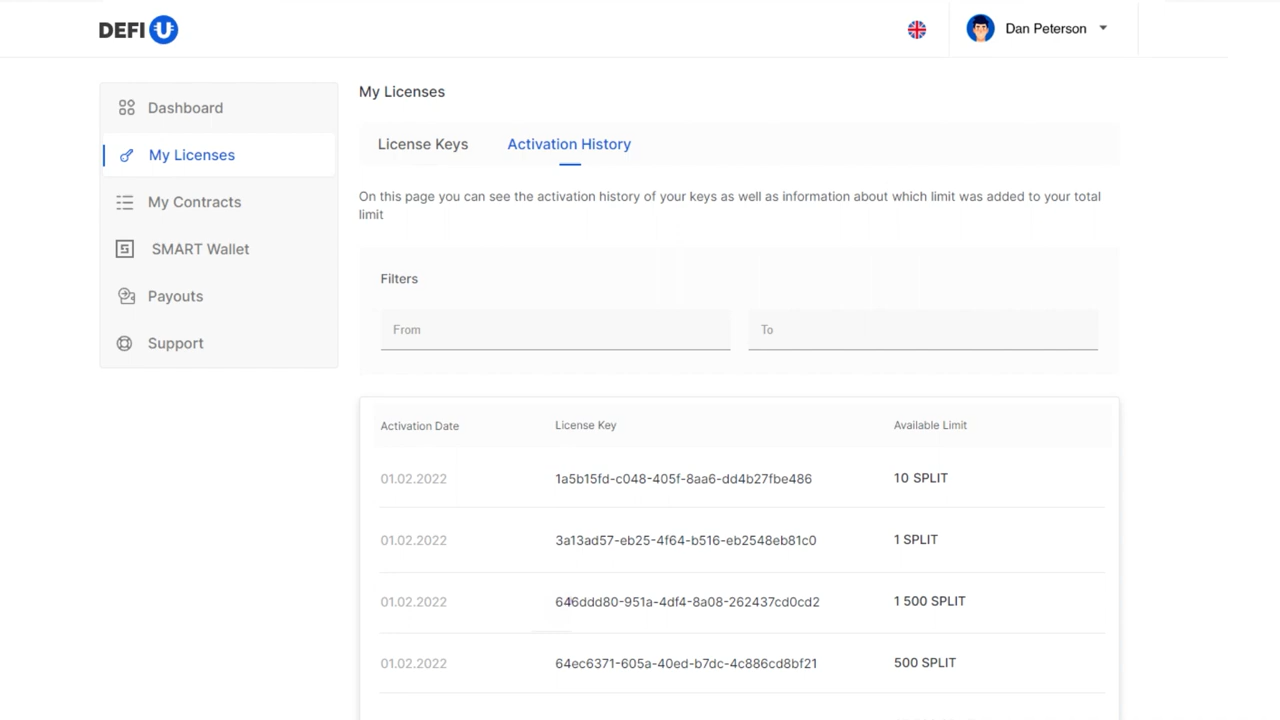 DEFI U
Dan Peterson
Dashboard
My Licenses
My Contracts
SMART Wallet
Payouts
Support
My Licenses
License Keys Activation History
On this page you can see the activation history of your keys as well as information about which limit was added to your total
limit
Filters
From To
Activation Date License Key Available Limit
01.02.2022 1a5b15fd-c048-405f-8aa6-dd4b27fbe486 10 SPLIT
01.02.2022 3a13ad57-eb25-4f64-b516-eb2548eb81c0 1 SPLIT
01.02.2022 646ddd80-951a-4df4-8a08-262437cd0cd2 1 500 SPLIT
01.02.2022 64ec6371-605a-40ed-b7dc-4c886cd8bf21 500 SPLIT